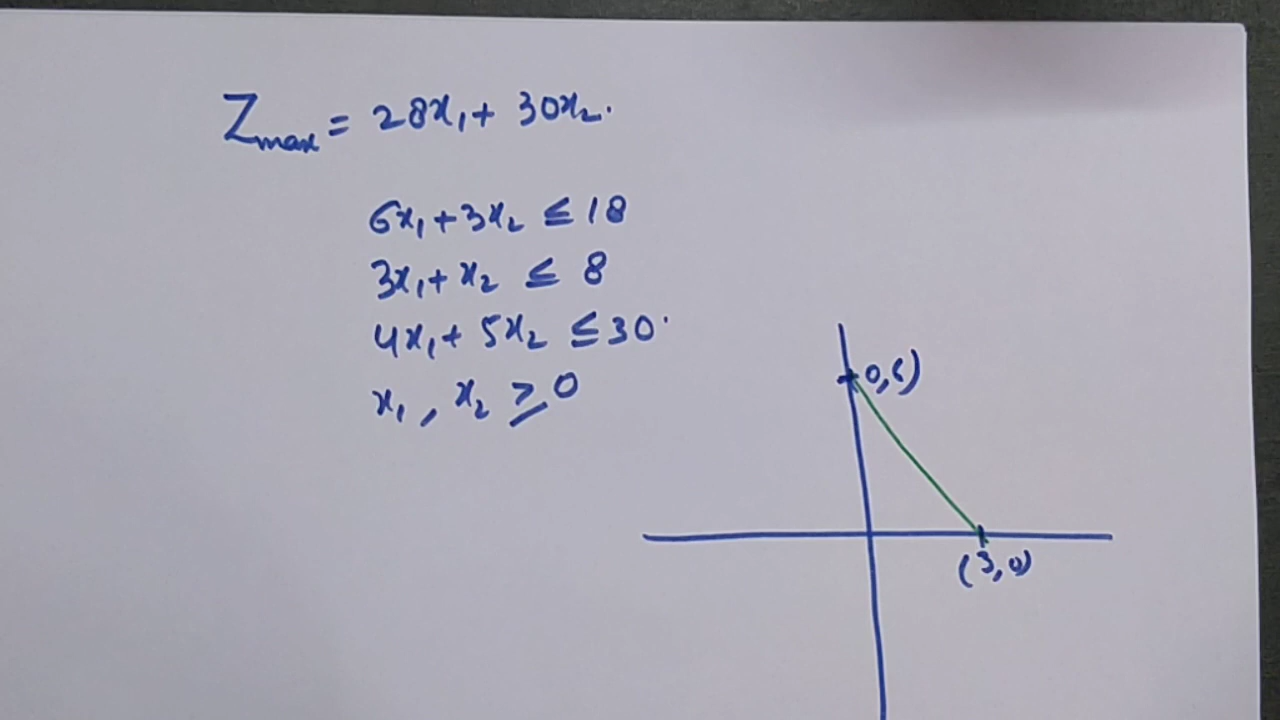 Zmax = 28x₁ + 30x₂.
6x₁ + 3x₂ ≤ 18
3x₁ + x₂ ≤ 8
4x₁ + 5x₂ ≤ 30.
x₁, x₂ ≥ 0
0,6)
(3,0)